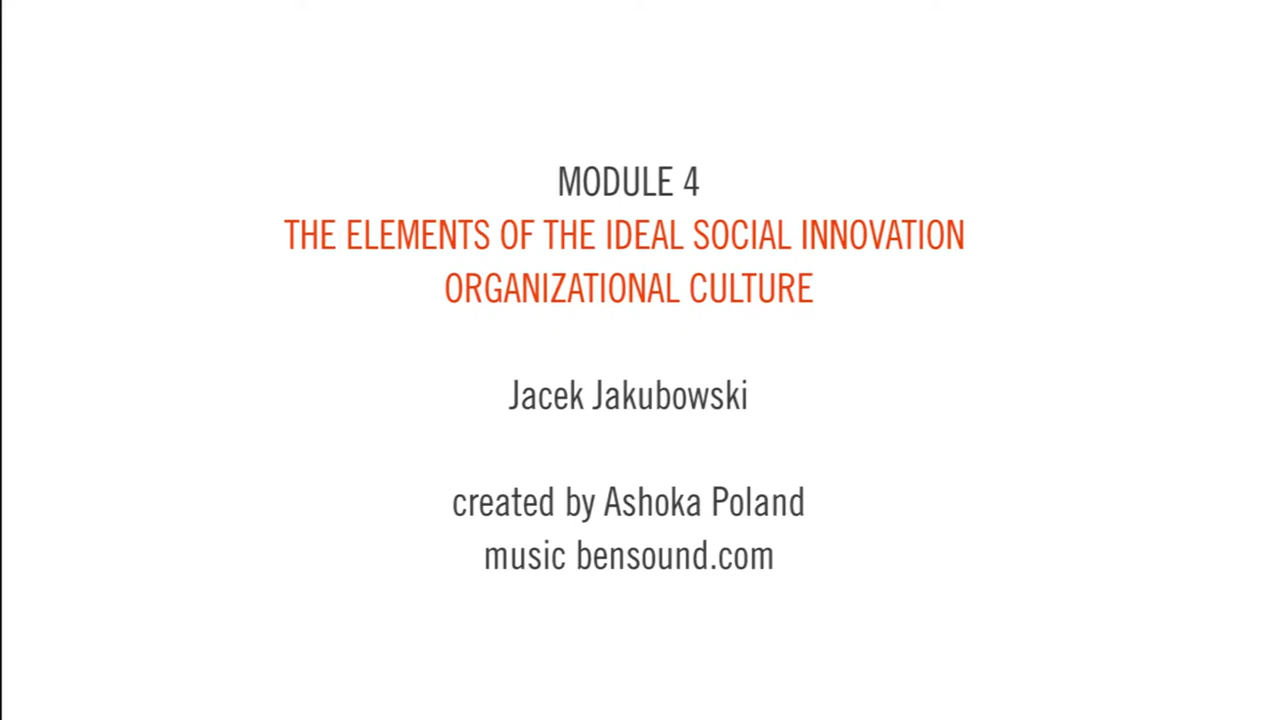 MODULE 4
THE ELEMENTS OF THE IDEAL SOCIAL INNOVATION
ORGANIZATIONAL CULTURE
Jacek Jakubowski
created by Ashoka Poland
music bensound.com